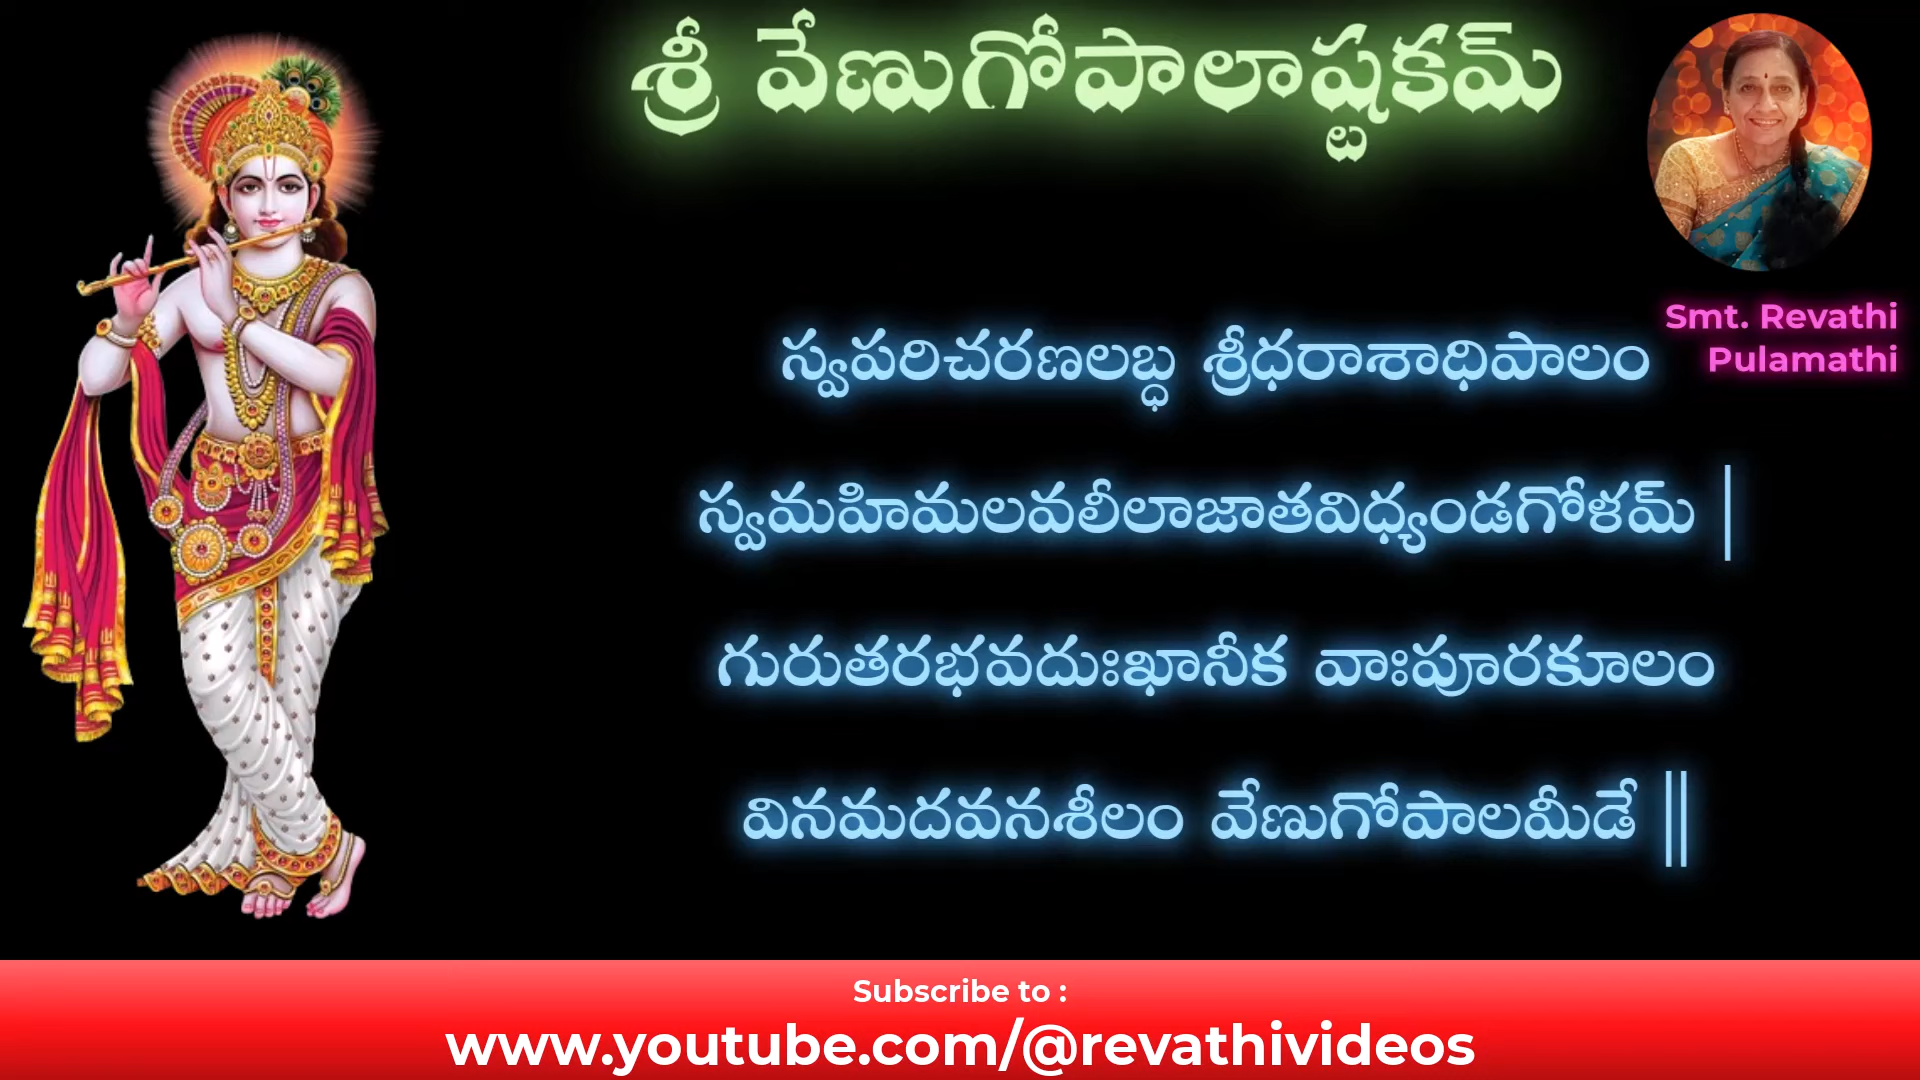 శ్రీ వేణుగోపాలాష్టకమ్
Smt. Revathi
Pulamathi
స్వపరిచరణలబ్ధ శ్రీధరాశాధిపాలం
స్వమహిమలవలీలాజాతవిధ్యండగోళమ్ |
గురుతరభవదుఃఖానీక వాఃపూరకూలం
వినమదవనశీలం వేణుగోపాలమీడే ||
Subscribe to :
www.youtube.com/@revathivideos